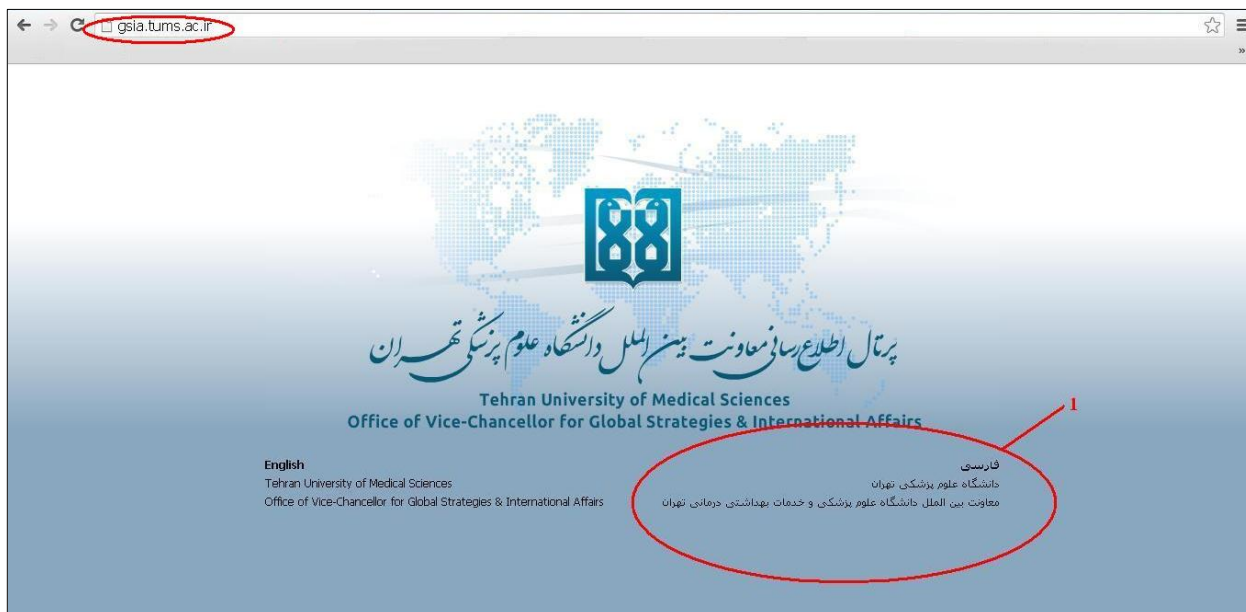 gsia.tums.ac.ir
پرتال اطلاع رسانی معاونت بین الملل دانشگاه علوم پزشکی تهران
Tehran University of Medical Sciences
Office of Vice-Chancellor for Global Strategies & International Affairs
1
English
Tehran University of Medical Sciences
Office of Vice-Chancellor for Global Strategies & International Affairs
فارسی
دانشگاه علوم پزشکی تهران
معاونت بین الملل دانشگاه علوم پزشکی و خدمات بهداشتی درمانی تهران